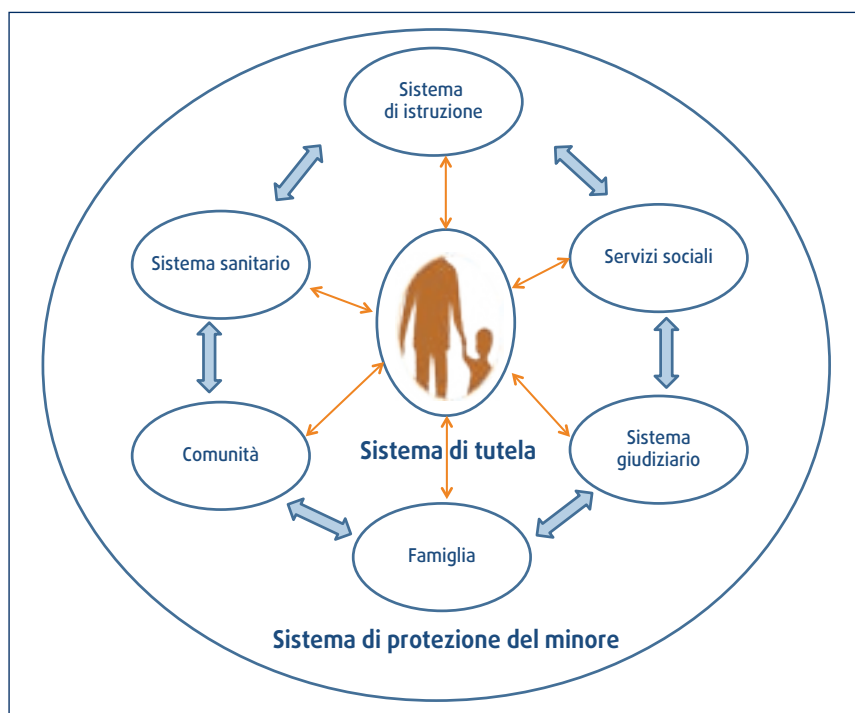 Sistema
di istruzione
Sistema sanitario
Servizi sociali
Comunità
Sistema di tutela
Sistema
giudiziario
Famiglia
Sistema di protezione del minore